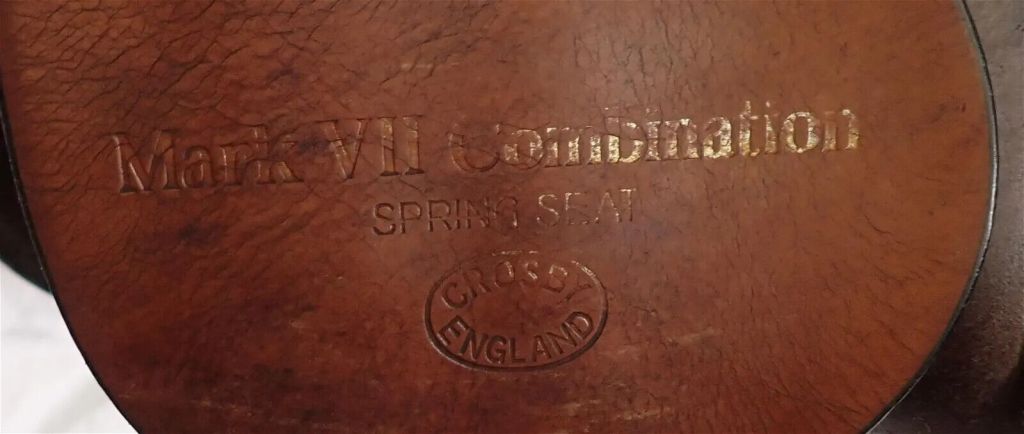 Mark VII Combination
SPRING SEAT
CROSBY
ENGLAND